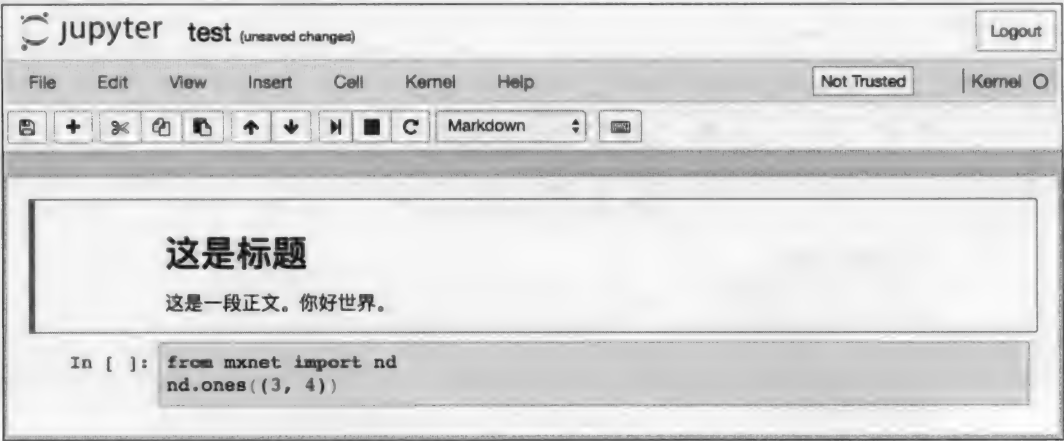 jupyter test (unsaved changes) Logout
File Edit View Insert Cell Kernel Help Not Trusted Kernel
Markdown
这是标题
这是一段正文。你好世界。
In [ ]: from mxnet import nd
nd.ones((3, 4))